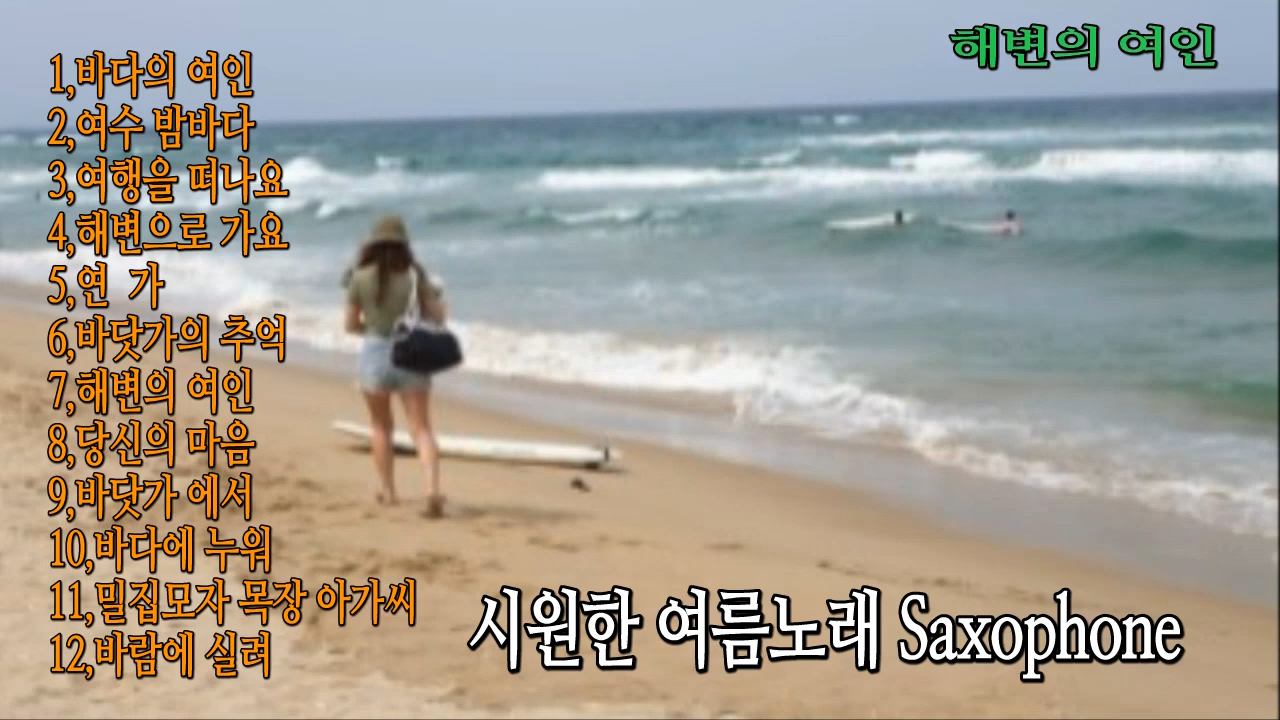 해변의 여인
1,바다의 여인
2,여수 밤바다
3,여행을 떠나요
4,해변으로 가요
5,연 가
6,바닷가의 추억
7,해변의 여인
8,당신의 마음
9,바닷가 에서
10,바다에 누워
11,밀집모자 목장 아가씨
12,바람에 실려
시원한 여름노래 Saxophone